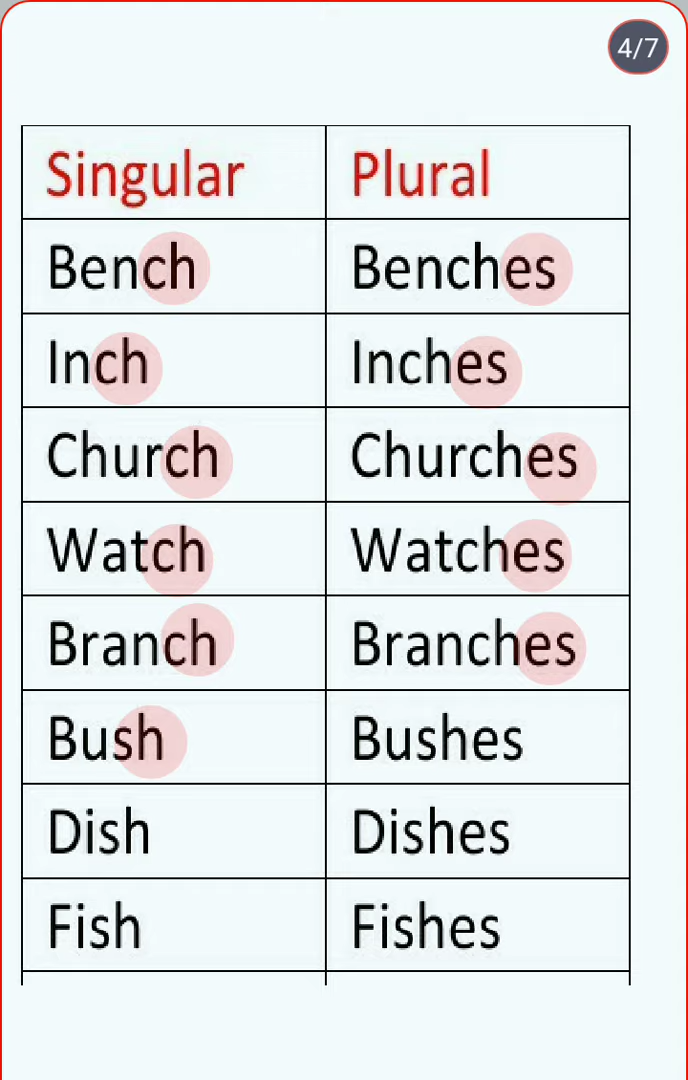 4/7
Singular Plural
Bench Benches
Inch Inches
Church Churches
Watch Watches
Branch Branches
Bush Bushes
Dish Dishes
Fish Fishes